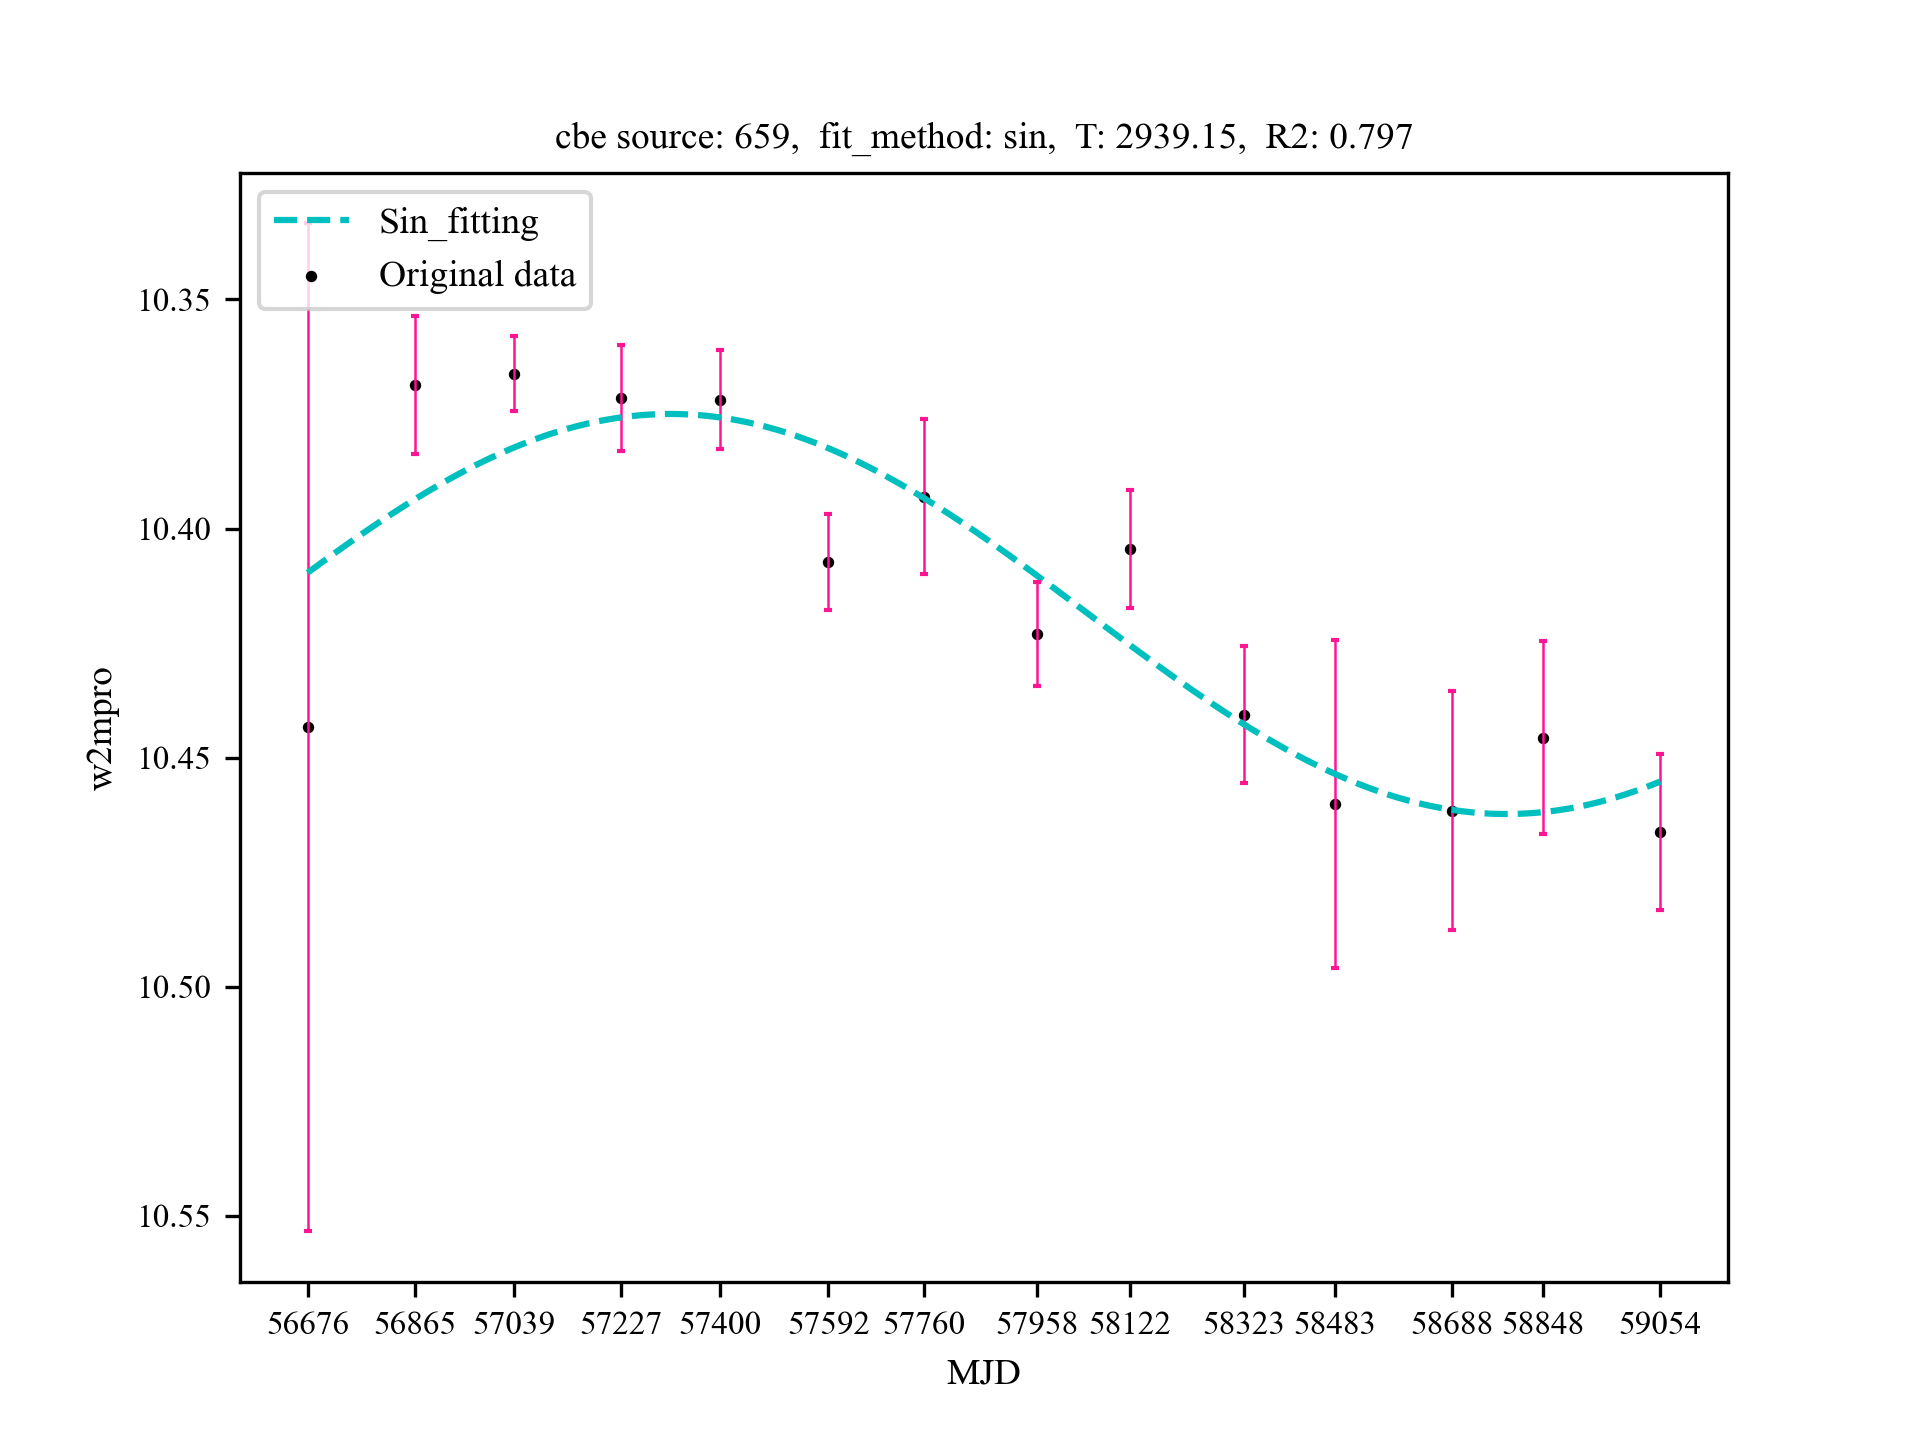 cbe source: 659,  fit_method: sin,  T: 2939.15,  R2: 0.797
Sin_fitting
Original data
10.35
10.40
10.45
10.50
10.55
w2mpro
56676 56865 57039 57227 57400 57592 57760 57958 58122 58323 58483 58688 58848 59054
MJD